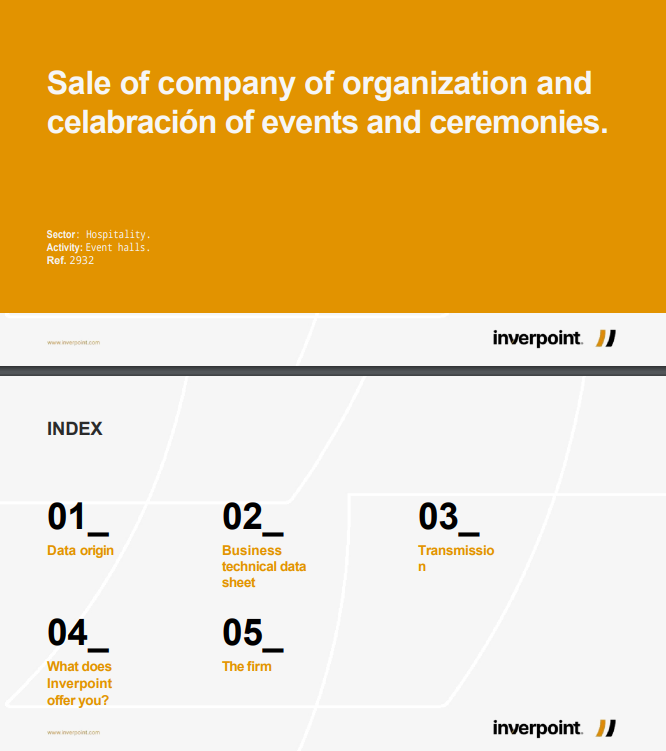 Sale of company of organization and
celabración of events and ceremonies.
Sector: Hospitality.
Activity: Event halls.
Ref. 2932
www.inverpoint.com
inverpoint.
INDEX
01_
02_
03_
Data origin
Business
technical data
sheet
Transmissio
n
04_
05_
What does
Inverpoint
offer you?
The firm
www.inverpoint.com
inverpoint.